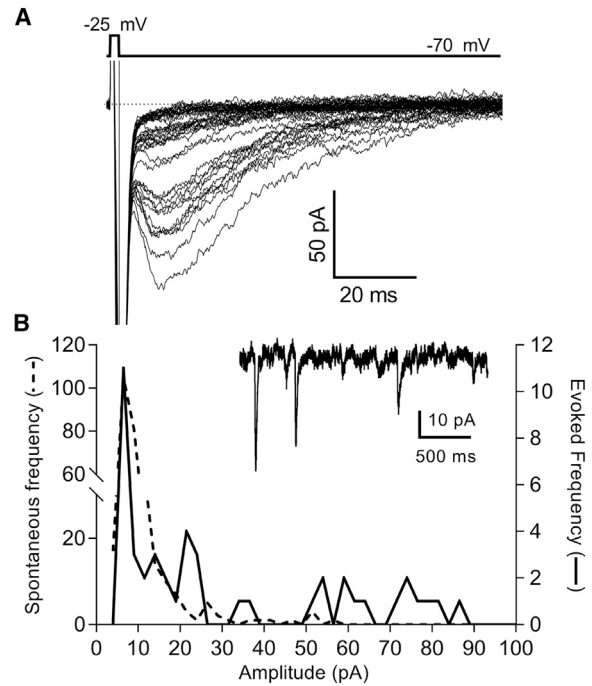 A
-25 mV
-70 mV
50 pA
20 ms
B
Spontaneous frequency (---)
120
100
80
60
20
0
12
10
8
6
4
2
0
Evoked Frequency (—)
10 pA
500 ms
0 10 20 30 40 50 60 70 80 90 100
Amplitude (pA)